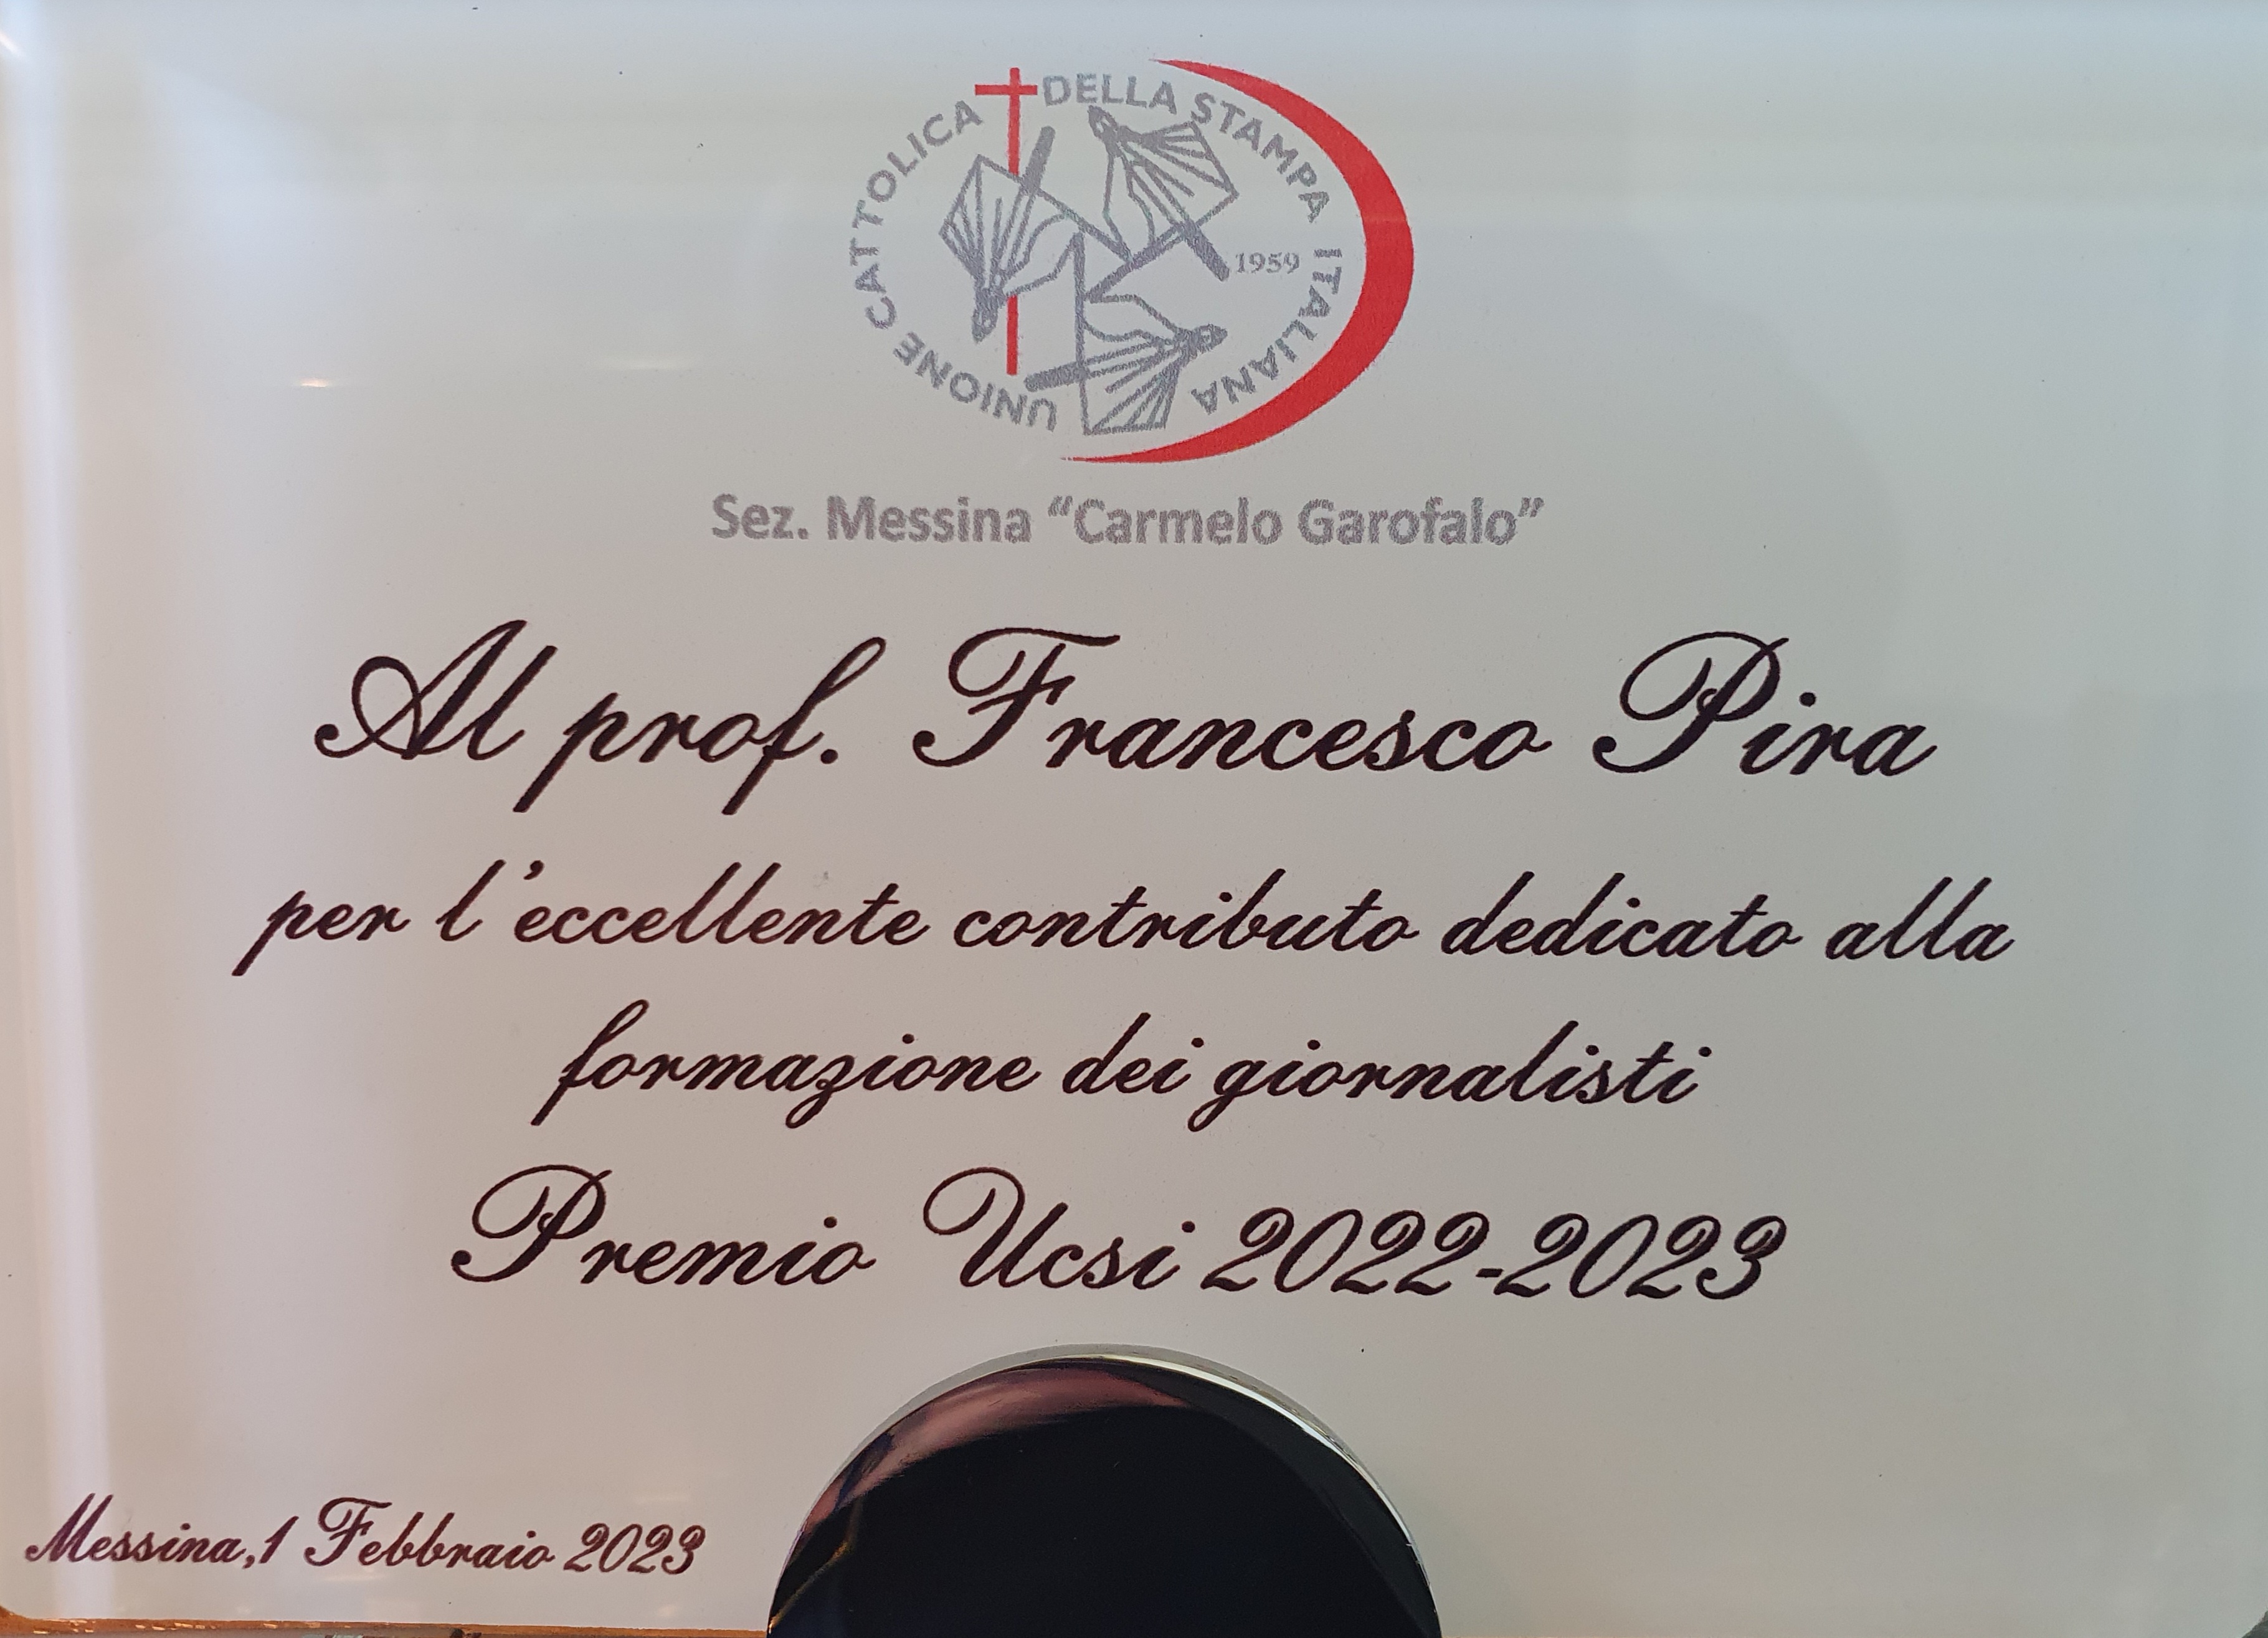 UNIONE CATTOLICA DELLA STAMPA ITALIANA
1959
Sez. Messina “Carmelo Garofalo”
Al prof. Francesco Pira
per l'eccellente contributo dedicato alla
formazione dei giornalisti
Premio Ucsi 2022-2023
Messina,1 Febbraio 2023